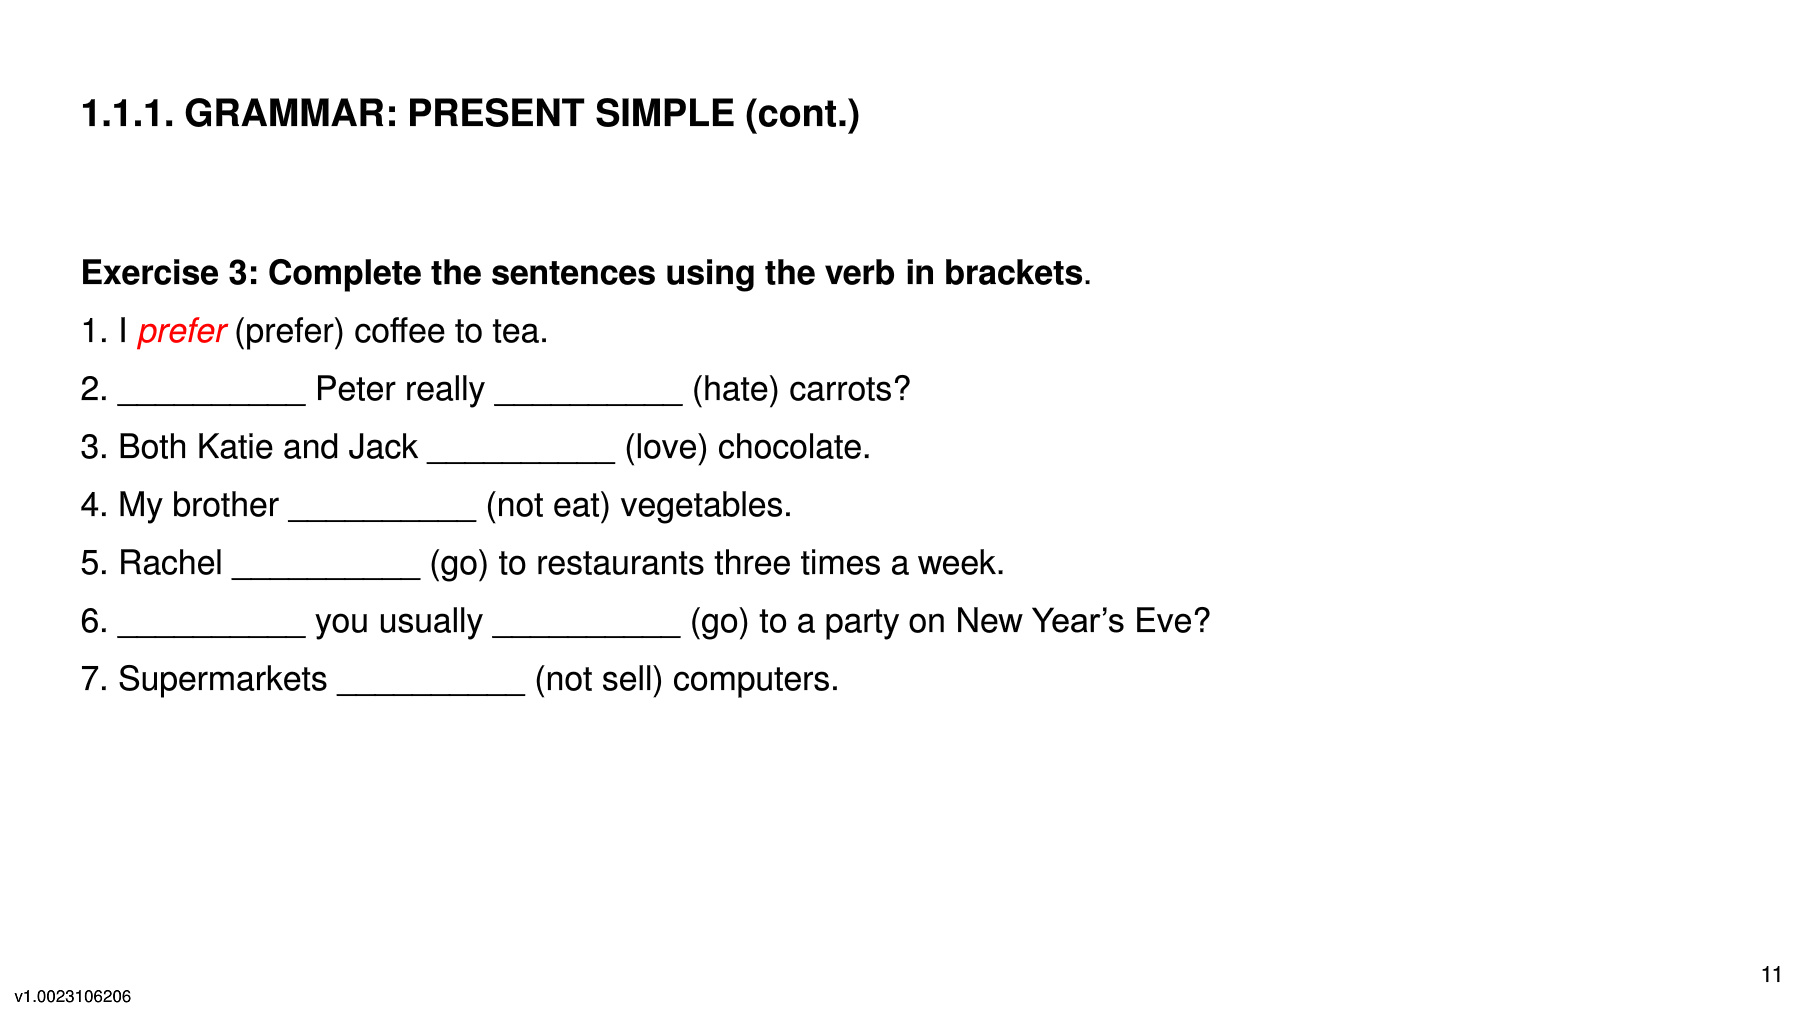 1.1.1. GRAMMAR: PRESENT SIMPLE (cont.)
Exercise 3: Complete the sentences using the verb in brackets.
1. I prefer (prefer) coffee to tea.
2. __________ Peter really __________ (hate) carrots?
3. Both Katie and Jack __________ (love) chocolate.
4. My brother __________ (not eat) vegetables.
5. Rachel __________ (go) to restaurants three times a week.
6. __________ you usually __________ (go) to a party on New Year’s Eve?
7. Supermarkets __________ (not sell) computers.
11
v1.0023106206